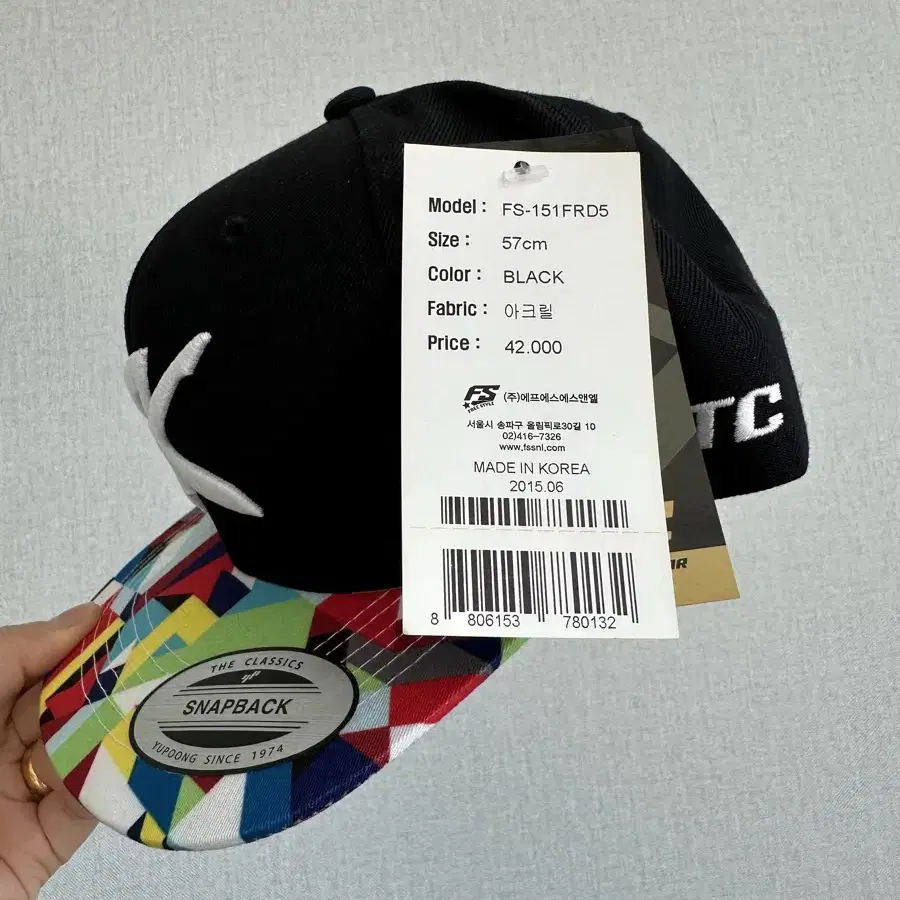 Model : FS-151FRD5
Size : 57cm
Color : BLACK
Fabric : 아크릴
Price : 42.000
FS FREE STYLE (주)에프에스에스앤엘
서울시 송파구 올림픽로30길 10
02)416-7326
www.fssnl.com
MADE IN KOREA
2015.06
8 806153 780132
TC
THE CLASSICS
SNAPBACK
YUPOONG SINCE 1974